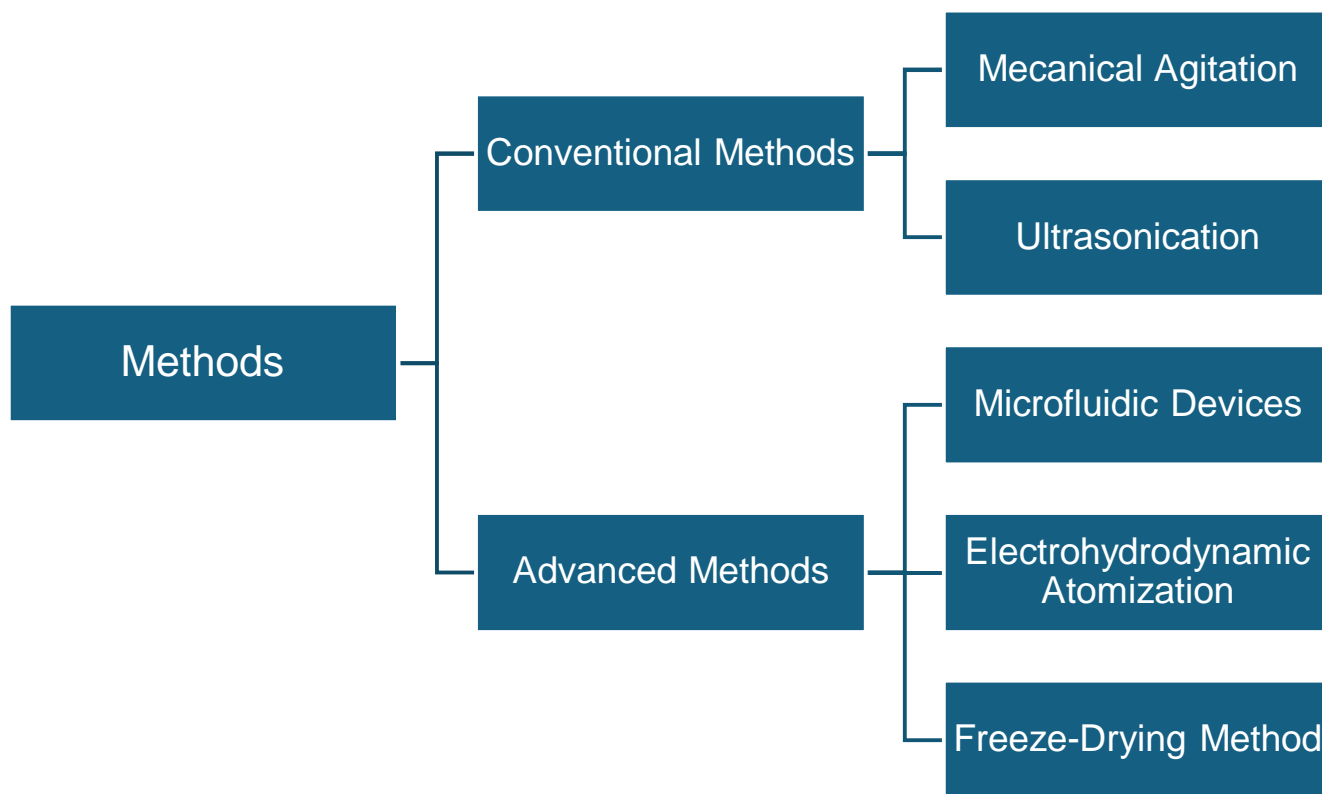 Methods
Conventional Methods
Mecanical Agitation
Ultrasonication
Advanced Methods
Microfluidic Devices
Electrohydrodynamic
Atomization
Freeze-Drying Method